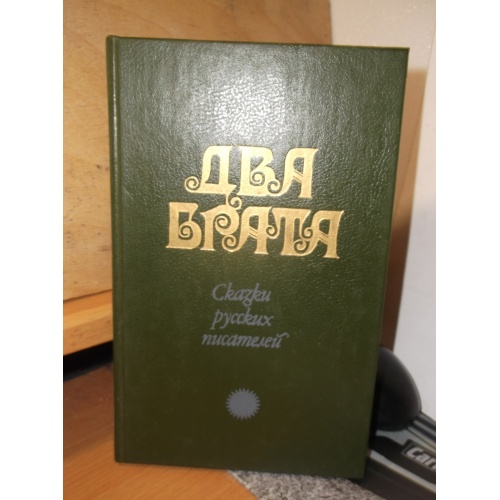 ДВА
БРАТА
Сказки
русских
писателей